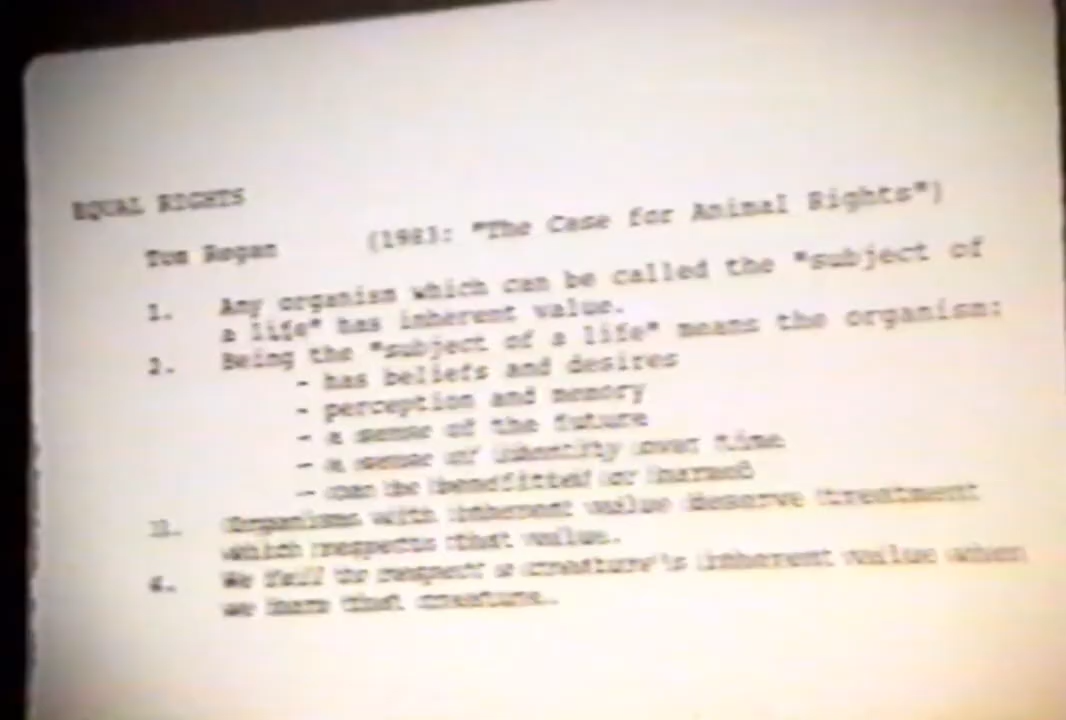 EQUAL RIGHTS
Tom Regan (1983: "The Case for Animal Rights")
1. Any organism which can be called the "subject of
a life" has inherent value.
2. Being the "subject of a life" means the organism:
- has beliefs and desires
- perception and memory
- a sense of the future
- a sense of identity over time
- can be benefitted or harmed
3. Organisms with inherent value deserve treatment
which respects that value.
4. We fail to respect a creature's inherent value when
we harm that creature.